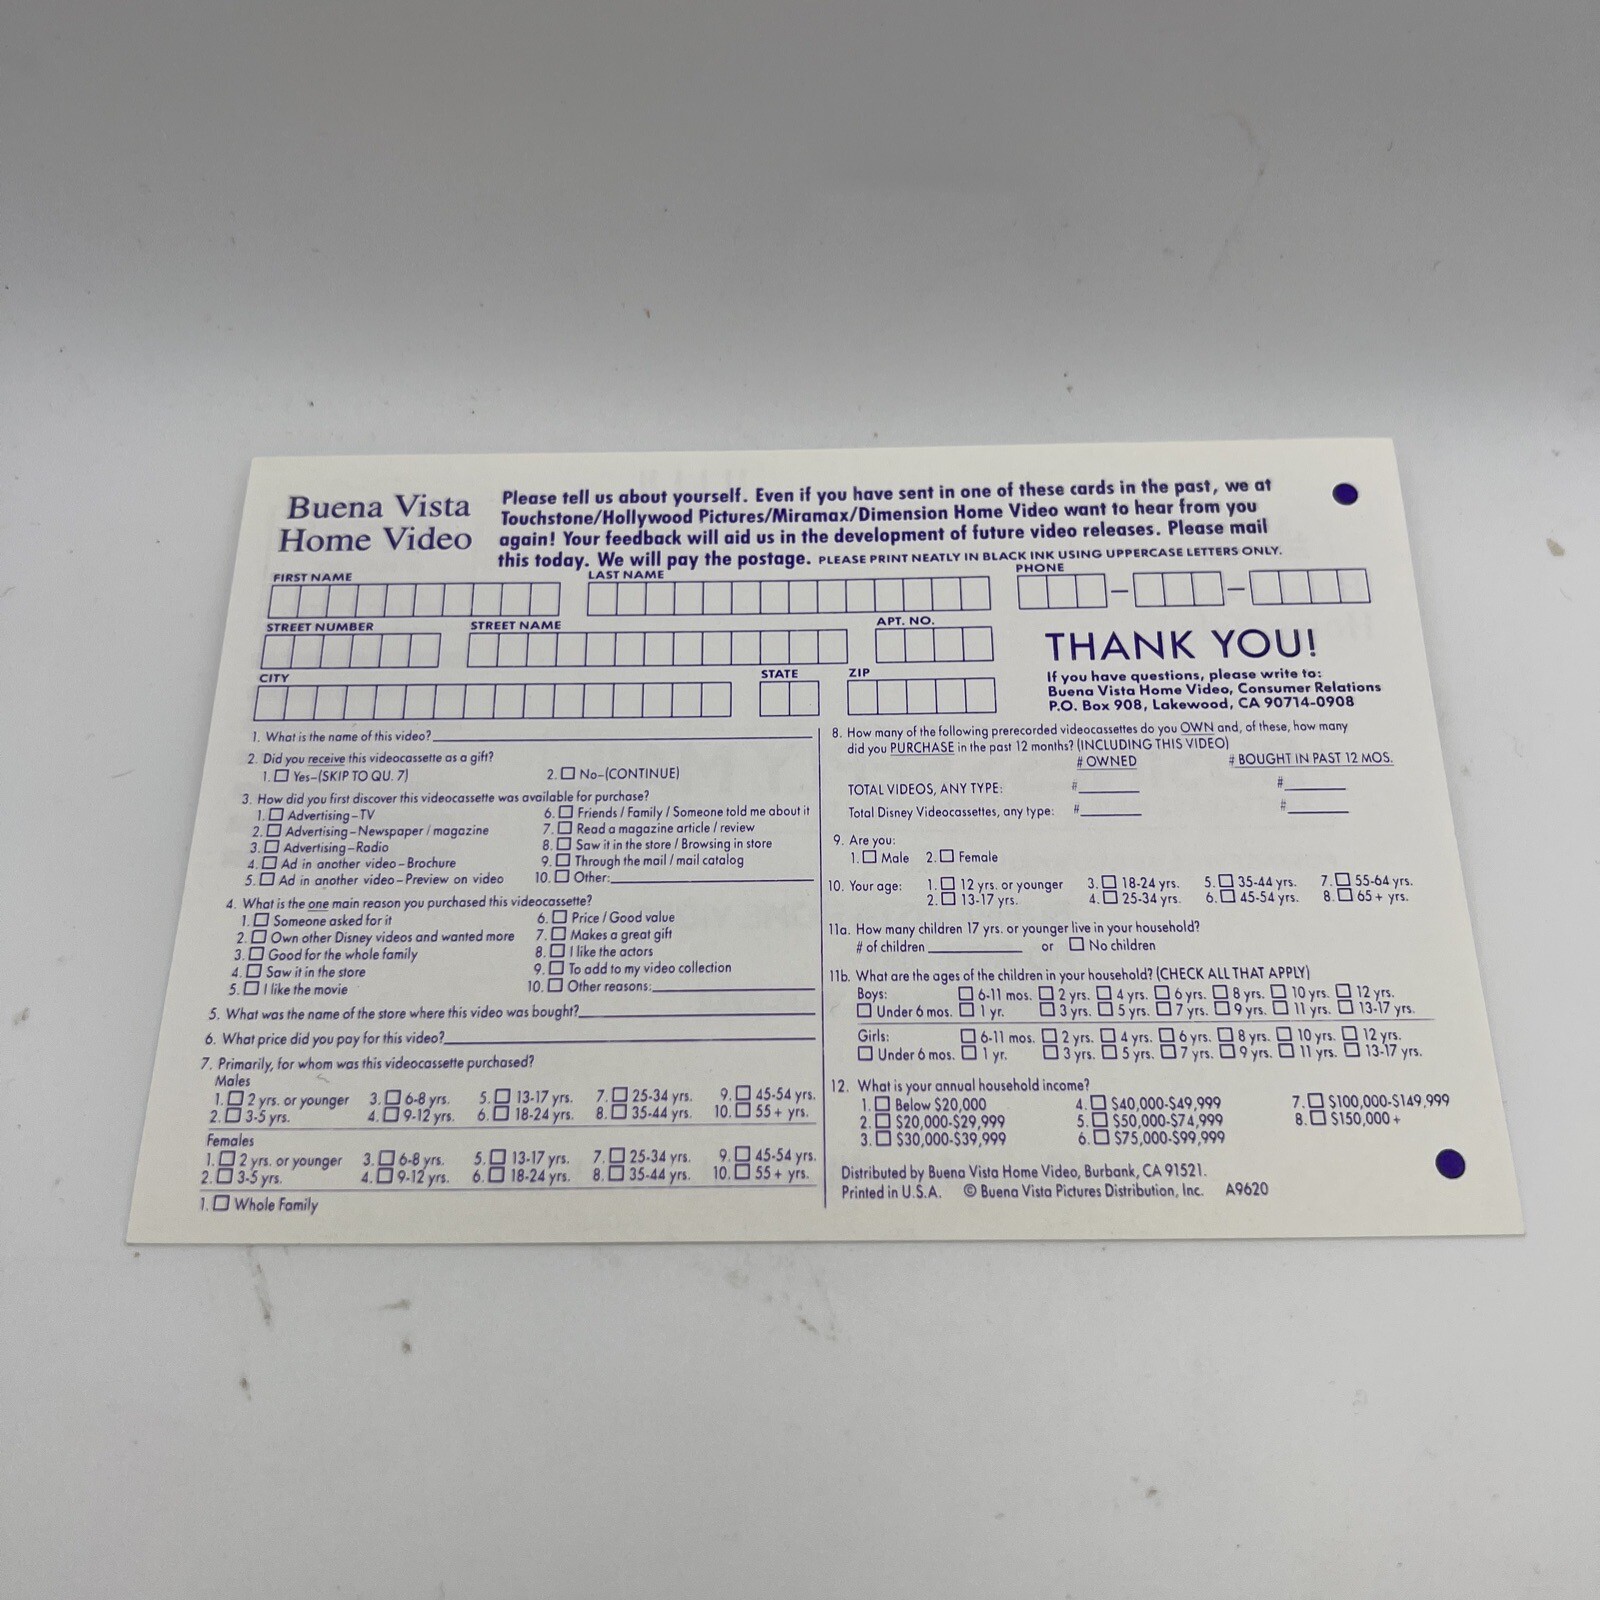 Buena Vista
Home Video
Please tell us about yourself. Even if you have sent in one of these cards in the past, we at
Touchstone/Hollywood Pictures/Miramax/Dimension Home Video want to hear from you
again! Your feedback will aid us in the development of future video releases. Please mail
this today. We will pay the postage. PLEASE PRINT NEATLY IN BLACK INK USING UPPERCASE LETTERS ONLY.
FIRST NAME LAST NAME PHONE
STREET NUMBER STREET NAME APT. NO.
CITY STATE ZIP
THANK YOU!
If you have questions, please write to:
Buena Vista Home Video, Consumer Relations
P.O. Box 908, Lakewood, CA 90714-0908
1. What is the name of this video?
2. Did you receive this videocassette as a gift?
1. Yes–(SKIP TO QU. 7) 2. No–(CONTINUE)
3. How did you first discover this videocassette was available for purchase?
1. Advertising–TV 6. Friends / Family / Someone told me about it
2. Advertising–Newspaper / magazine 7. Read a magazine article / review
3. Advertising–Radio 8. Saw it in the store / Browsing in store
4. Ad in another video–Brochure 9. Through the mail / mail catalog
5. Ad in another video–Preview on video 10. Other:
4. What is the one main reason you purchased this videocassette?
1. Someone asked for it 6. Price / Good value
2. Own other Disney videos and wanted more 7. Makes a great gift
3. Good for the whole family 8. I like the actors
4. Saw it in the store 9. To add to my video collection
5. I like the movie 10. Other reasons:
5. What was the name of the store where this video was bought?
6. What price did you pay for this video?
7. Primarily, for whom was this videocassette purchased?
Males
1. 2 yrs. or younger 3. 6-8 yrs. 5. 13-17 yrs. 7. 25-34 yrs. 9. 45-54 yrs.
2. 3-5 yrs. 4. 9-12 yrs. 6. 18-24 yrs. 8. 35-44 yrs. 10. 55 + yrs.
Females
1. 2 yrs. or younger 3. 6-8 yrs. 5. 13-17 yrs. 7. 25-34 yrs. 9. 45-54 yrs.
2. 3-5 yrs. 4. 9-12 yrs. 6. 18-24 yrs. 8. 35-44 yrs. 10. 55 + yrs.
1. Whole Family
8. How many of the following prerecorded videocassettes do you OWN and, of these, how many
did you PURCHASE in the past 12 months? (INCLUDING THIS VIDEO)
# OWNED # BOUGHT IN PAST 12 MOS.
TOTAL VIDEOS, ANY TYPE: # #
Total Disney Videocassettes, any type: # #
9. Are you:
1. Male 2. Female
10. Your age: 1. 12 yrs. or younger 3. 18-24 yrs. 5. 35-44 yrs. 7. 55-64 yrs.
2. 13-17 yrs. 4. 25-34 yrs. 6. 45-54 yrs. 8. 65 + yrs.
11a. How many children 17 yrs. or younger live in your household?
# of children or No children
11b. What are the ages of the children in your household? (CHECK ALL THAT APPLY)
Boys: 6-11 mos. 2 yrs. 4 yrs. 6 yrs. 8 yrs. 10 yrs. 12 yrs.
Under 6 mos. 1 yr. 3 yrs. 5 yrs. 7 yrs. 9 yrs. 11 yrs. 13-17 yrs.
Girls: 6-11 mos. 2 yrs. 4 yrs. 6 yrs. 8 yrs. 10 yrs. 12 yrs.
Under 6 mos. 1 yr. 3 yrs. 5 yrs. 7 yrs. 9 yrs. 11 yrs. 13-17 yrs.
12. What is your annual household income?
1. Below $20,000 4. $40,000-$49,999 7. $100,000-$149,999
2. $20,000-$29,999 5. $50,000-$74,999 8. $150,000 +
3. $30,000-$39,999 6. $75,000-$99,999
Distributed by Buena Vista Home Video, Burbank, CA 91521.
Printed in U.S.A. © Buena Vista Pictures Distribution, Inc. A9620